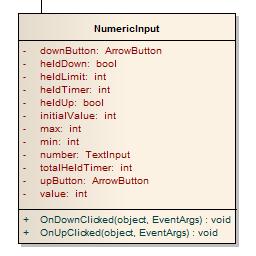 NumericInput
- downButton: ArrowButton
- heldDown: bool
- heldLimit: int
- heldTimer: int
- heldUp: bool
- initialValue: int
- max: int
- min: int
- number: TextInput
- totalHeldTimer: int
- upButton: ArrowButton
- value: int
+ OnDownClicked(object, EventArgs) : void
+ OnUpClicked(object, EventArgs) : void